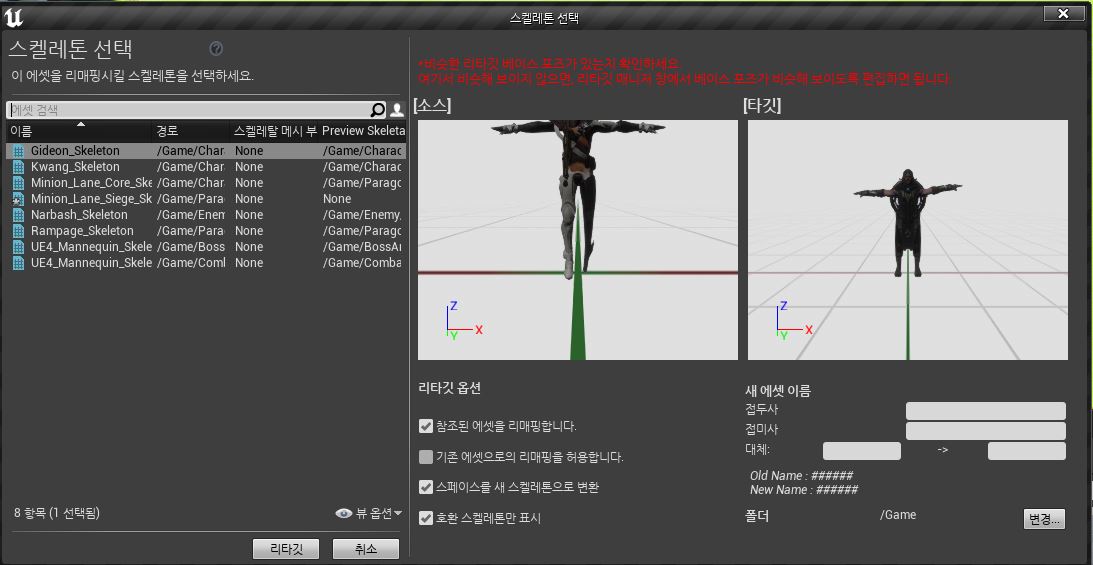 스켈레톤 선택
스켈레톤 선택
이 에셋을 리매핑시킬 스켈레톤을 선택하세요.
에셋 검색
이름 경로 스켈레탈 메시 부 Preview Skeleta
Gideon_Skeleton /Game/Char None /Game/Charac
Kwang_Skeleton /Game/Char None /Game/Charac
Minion_Lane_Core_Ske /Game/Char None /Game/Parago
Minion_Lane_Siege_Sk /Game/Para None None
Narbash_Skeleton /Game/Enem None /Game/Enemy,
Rampage_Skeleton /Game/Para None /Game/Parago
UE4_Mannequin_Skele /Game/Boss None /Game/BossAr
UE4_Mannequin_Skele /Game/Coml None /Game/Comba
8 항목 (1 선택됨) 뷰 옵션
리타깃 취소
*비슷한 리타깃 베이스 포즈가 있는지 확인하세요.
여기서 비슷해 보이지 않으면, 리타깃 매니저 창에서 베이스 포즈가 비슷해 보이도록 편집하면 됩니다.
[소스] [타깃]
Z X Y
Z X Y
리타깃 옵션
참조된 에셋을 리매핑합니다.
기존 에셋으로의 리매핑을 허용합니다.
스페이스를 새 스켈레톤으로 변환
호환 스켈레톤만 표시
새 에셋 이름
접두사
접미사
대체: ->
Old Name : ######
New Name : ######
폴더 /Game 변경...